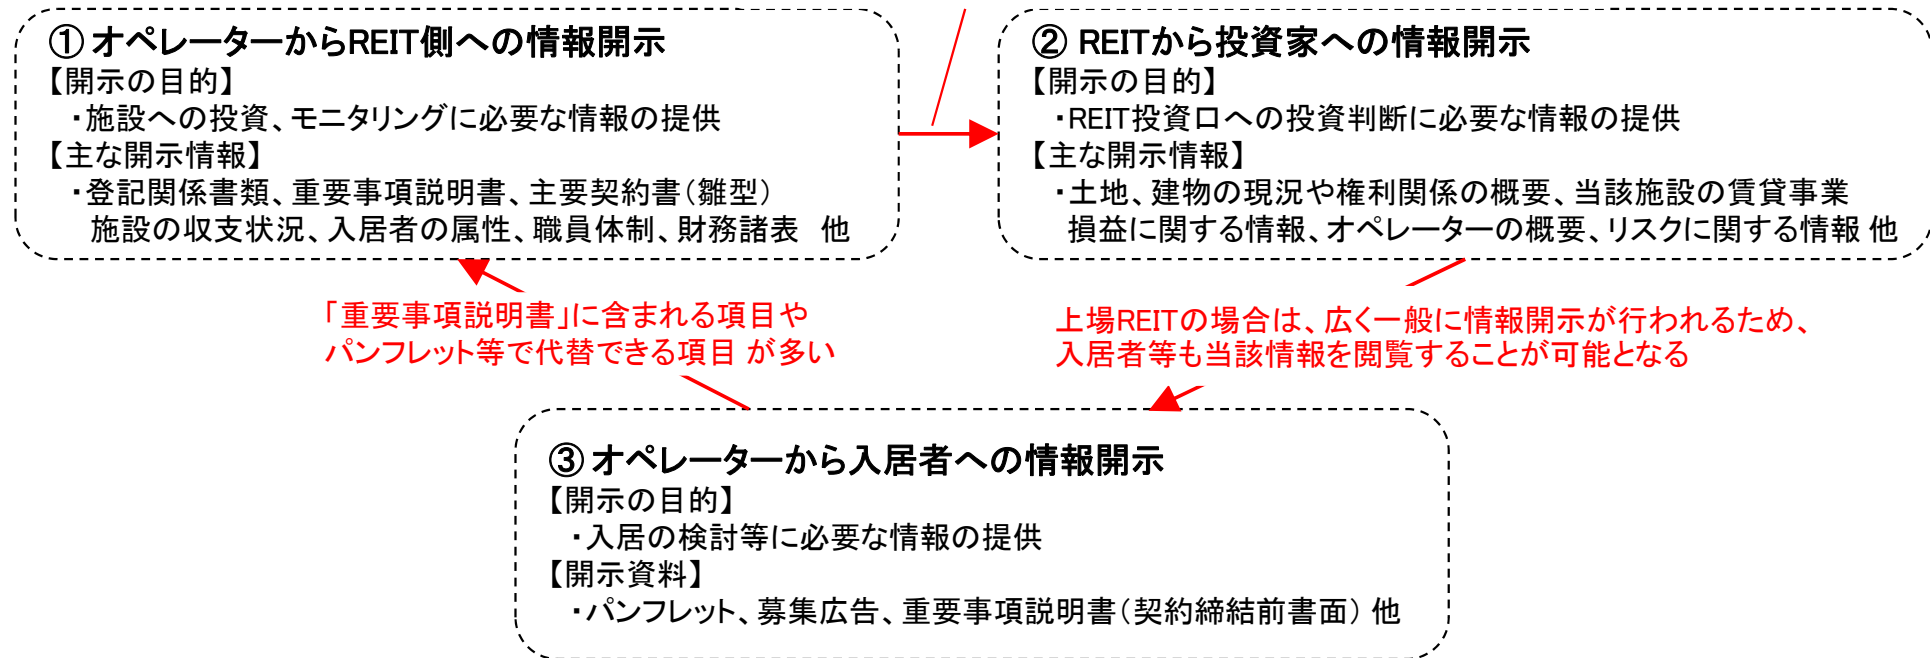 ① オペレーターからREIT側への情報開示
【開示の目的】
・施設への投資、モニタリングに必要な情報の提供
【主な開示情報】
・登記関係書類、重要事項説明書、主要契約書（雛型）
施設の収支状況、入居者の属性、職員体制、財務諸表 他
② REITから投資家への情報開示
【開示の目的】
・REIT投資口への投資判断に必要な情報の提供
【主な開示情報】
・土地、建物の現況や権利関係の概要、当該施設の賃貸事業
損益に関する情報、オペレーターの概要、リスクに関する情報 他
「重要事項説明書」に含まれる項目や
パンフレット等で代替できる項目 が多い
上場REITの場合は、広く一般に情報開示が行われるため、
入居者等も当該情報を閲覧することが可能となる
③ オペレーターから入居者への情報開示
【開示の目的】
・入居の検討等に必要な情報の提供
【開示資料】
・パンフレット、募集広告、重要事項説明書（契約締結前書面） 他